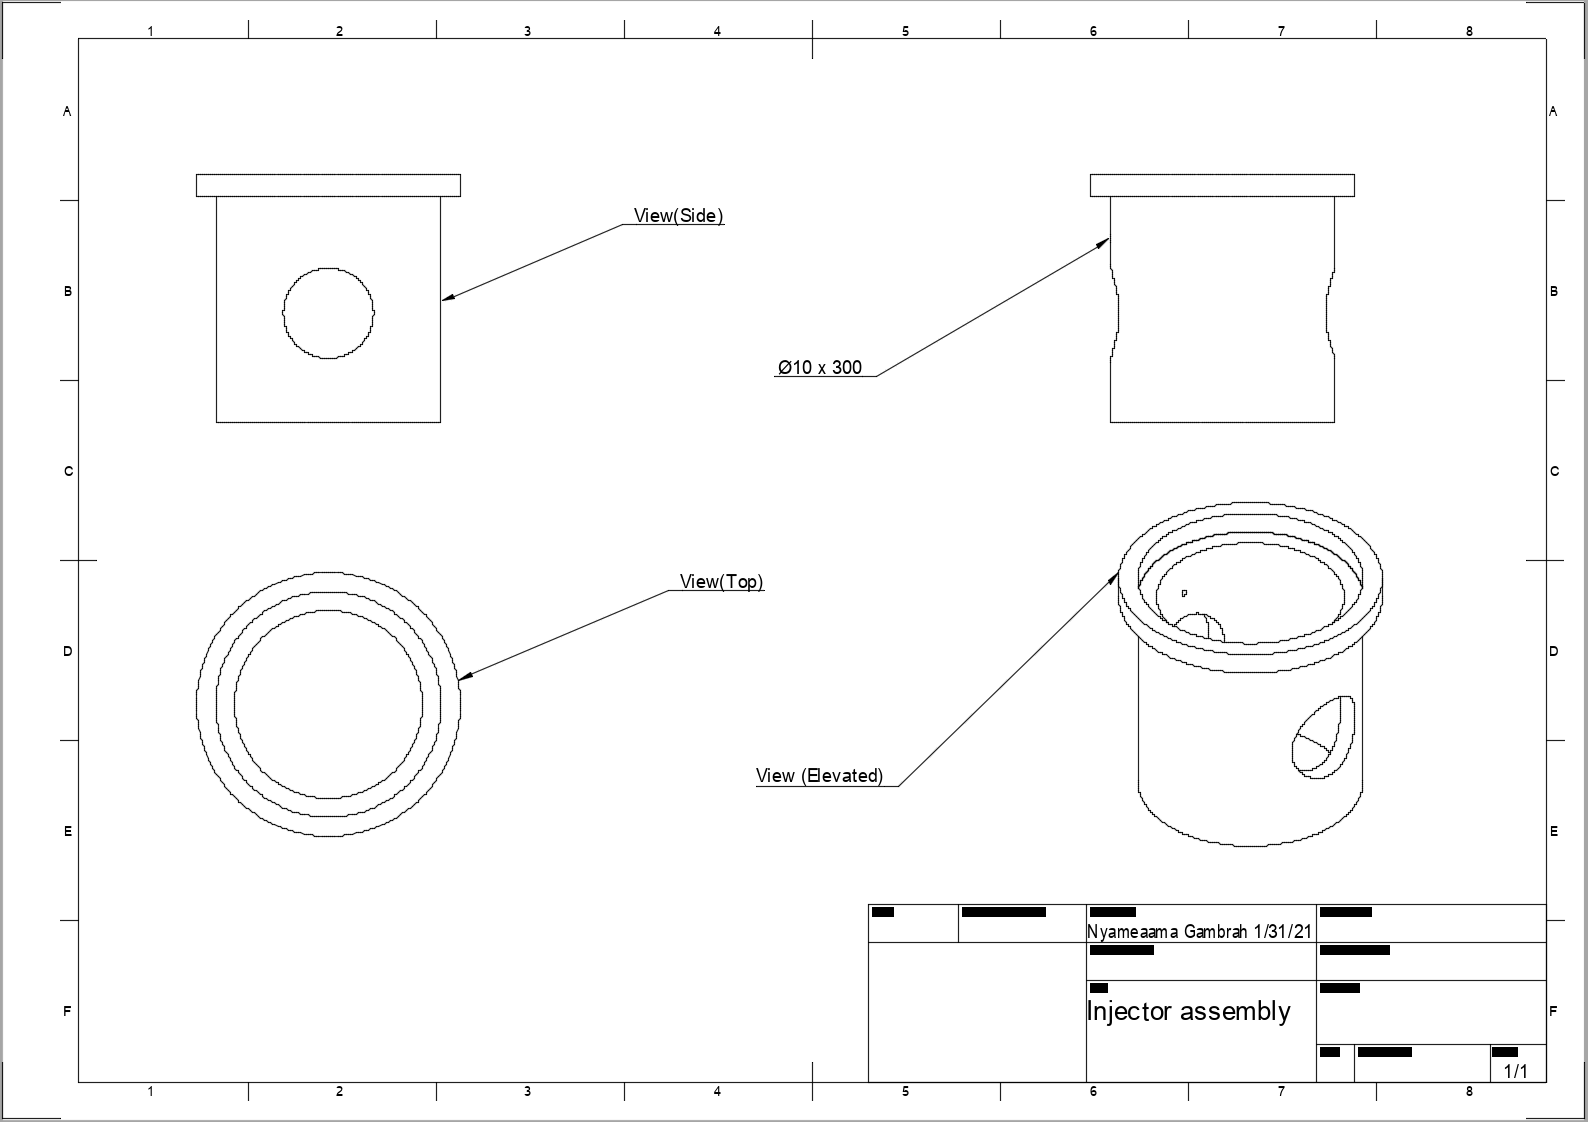 1 2 3 4 5 6 7 8
A A
View(Side)
B B
Ø10 x 300
C C
View(Top)
D D
View (Elevated)
E E
Nyameaama Gambrah 1/31/21
Injector assembly
F F
1/1
1 2 3 4 5 6 7 8